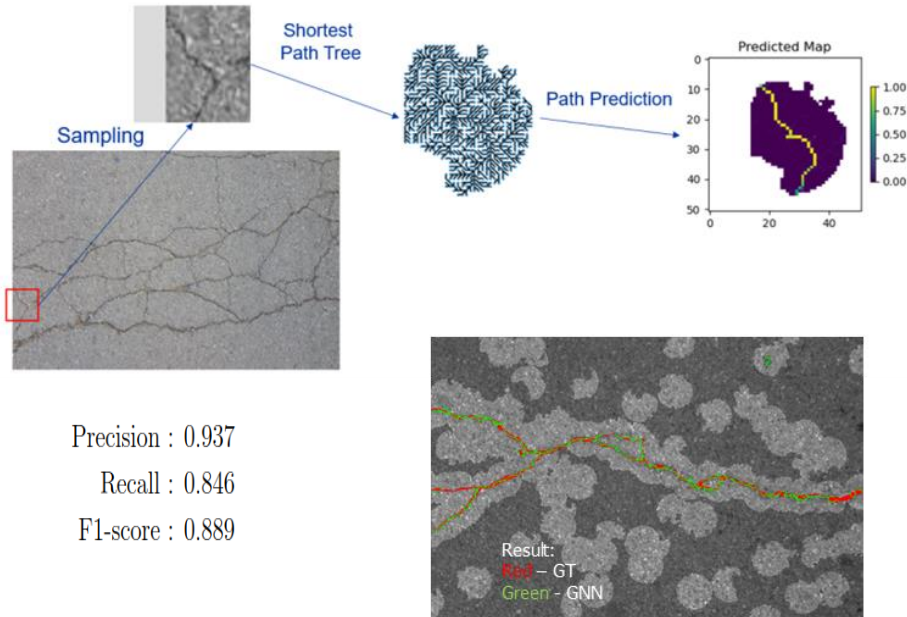 Shortest
Path Tree
Sampling
Path Prediction
Predicted Map
0
10
20
30
40
50
0
20
40
1.00
0.75
0.50
0.25
0.00
Precision : 0.937
Recall : 0.846
F1-score : 0.889
Result:
Red – GT
Green - GNN